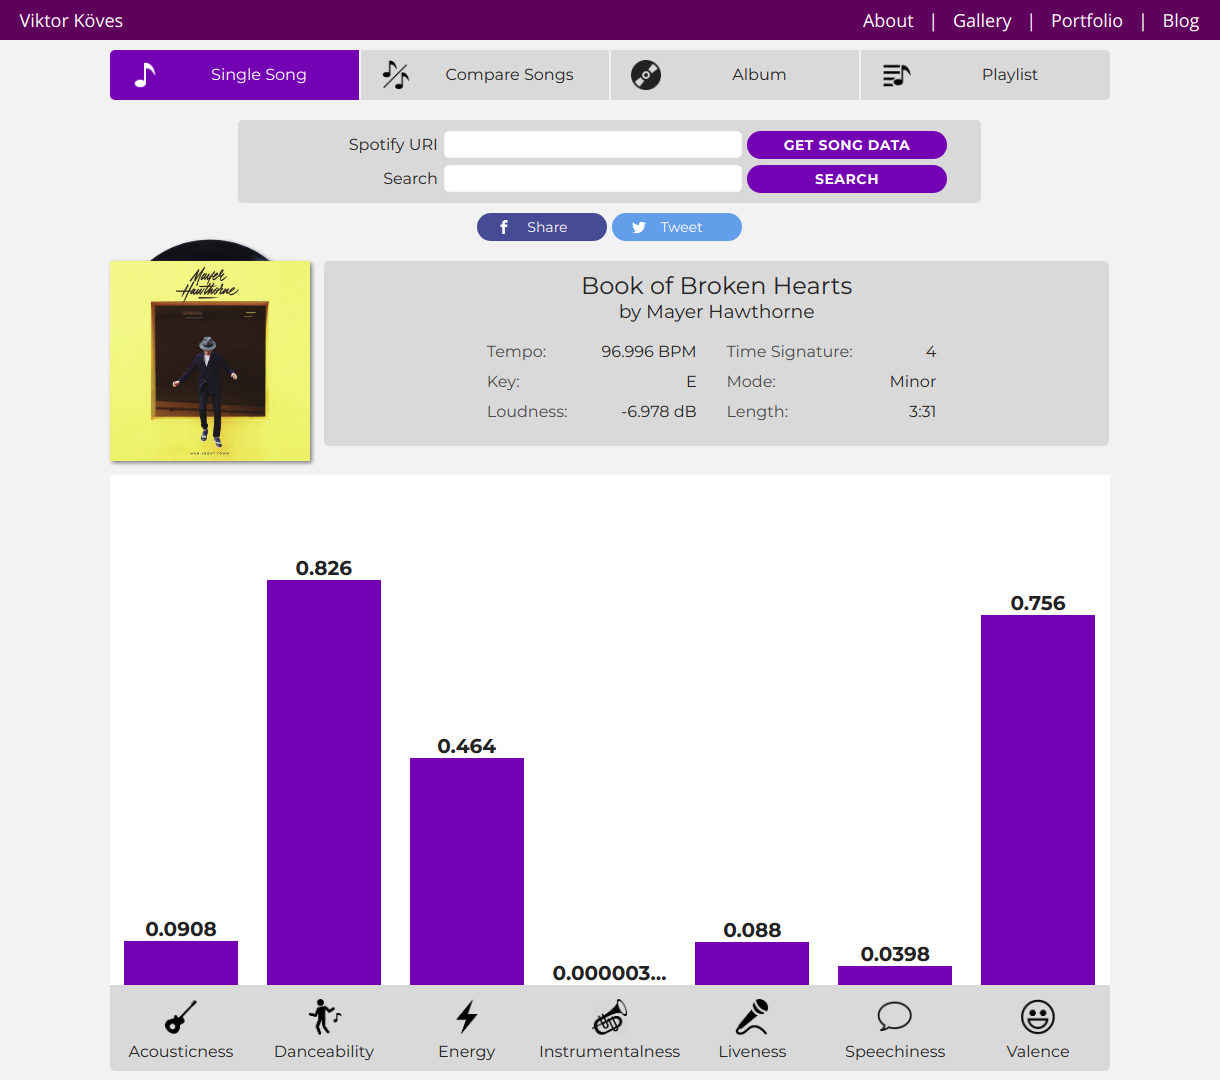 Viktor Köves
About | Gallery | Portfolio | Blog
Single Song
Compare Songs
Album
Playlist
Spotify URI
GET SONG DATA
Search
SEARCH
Share
Tweet
Mayer
Hawthorne
MAN ABOUT TOWN
Book of Broken Hearts
by Mayer Hawthorne
Tempo: 96.996 BPM
Time Signature: 4
Key: E
Mode: Minor
Loudness: -6.978 dB
Length: 3:31
0.0908
0.826
0.464
0.000003...
0.088
0.0398
0.756
Acousticness
Danceability
Energy
Instrumentalness
Liveness
Speechiness
Valence